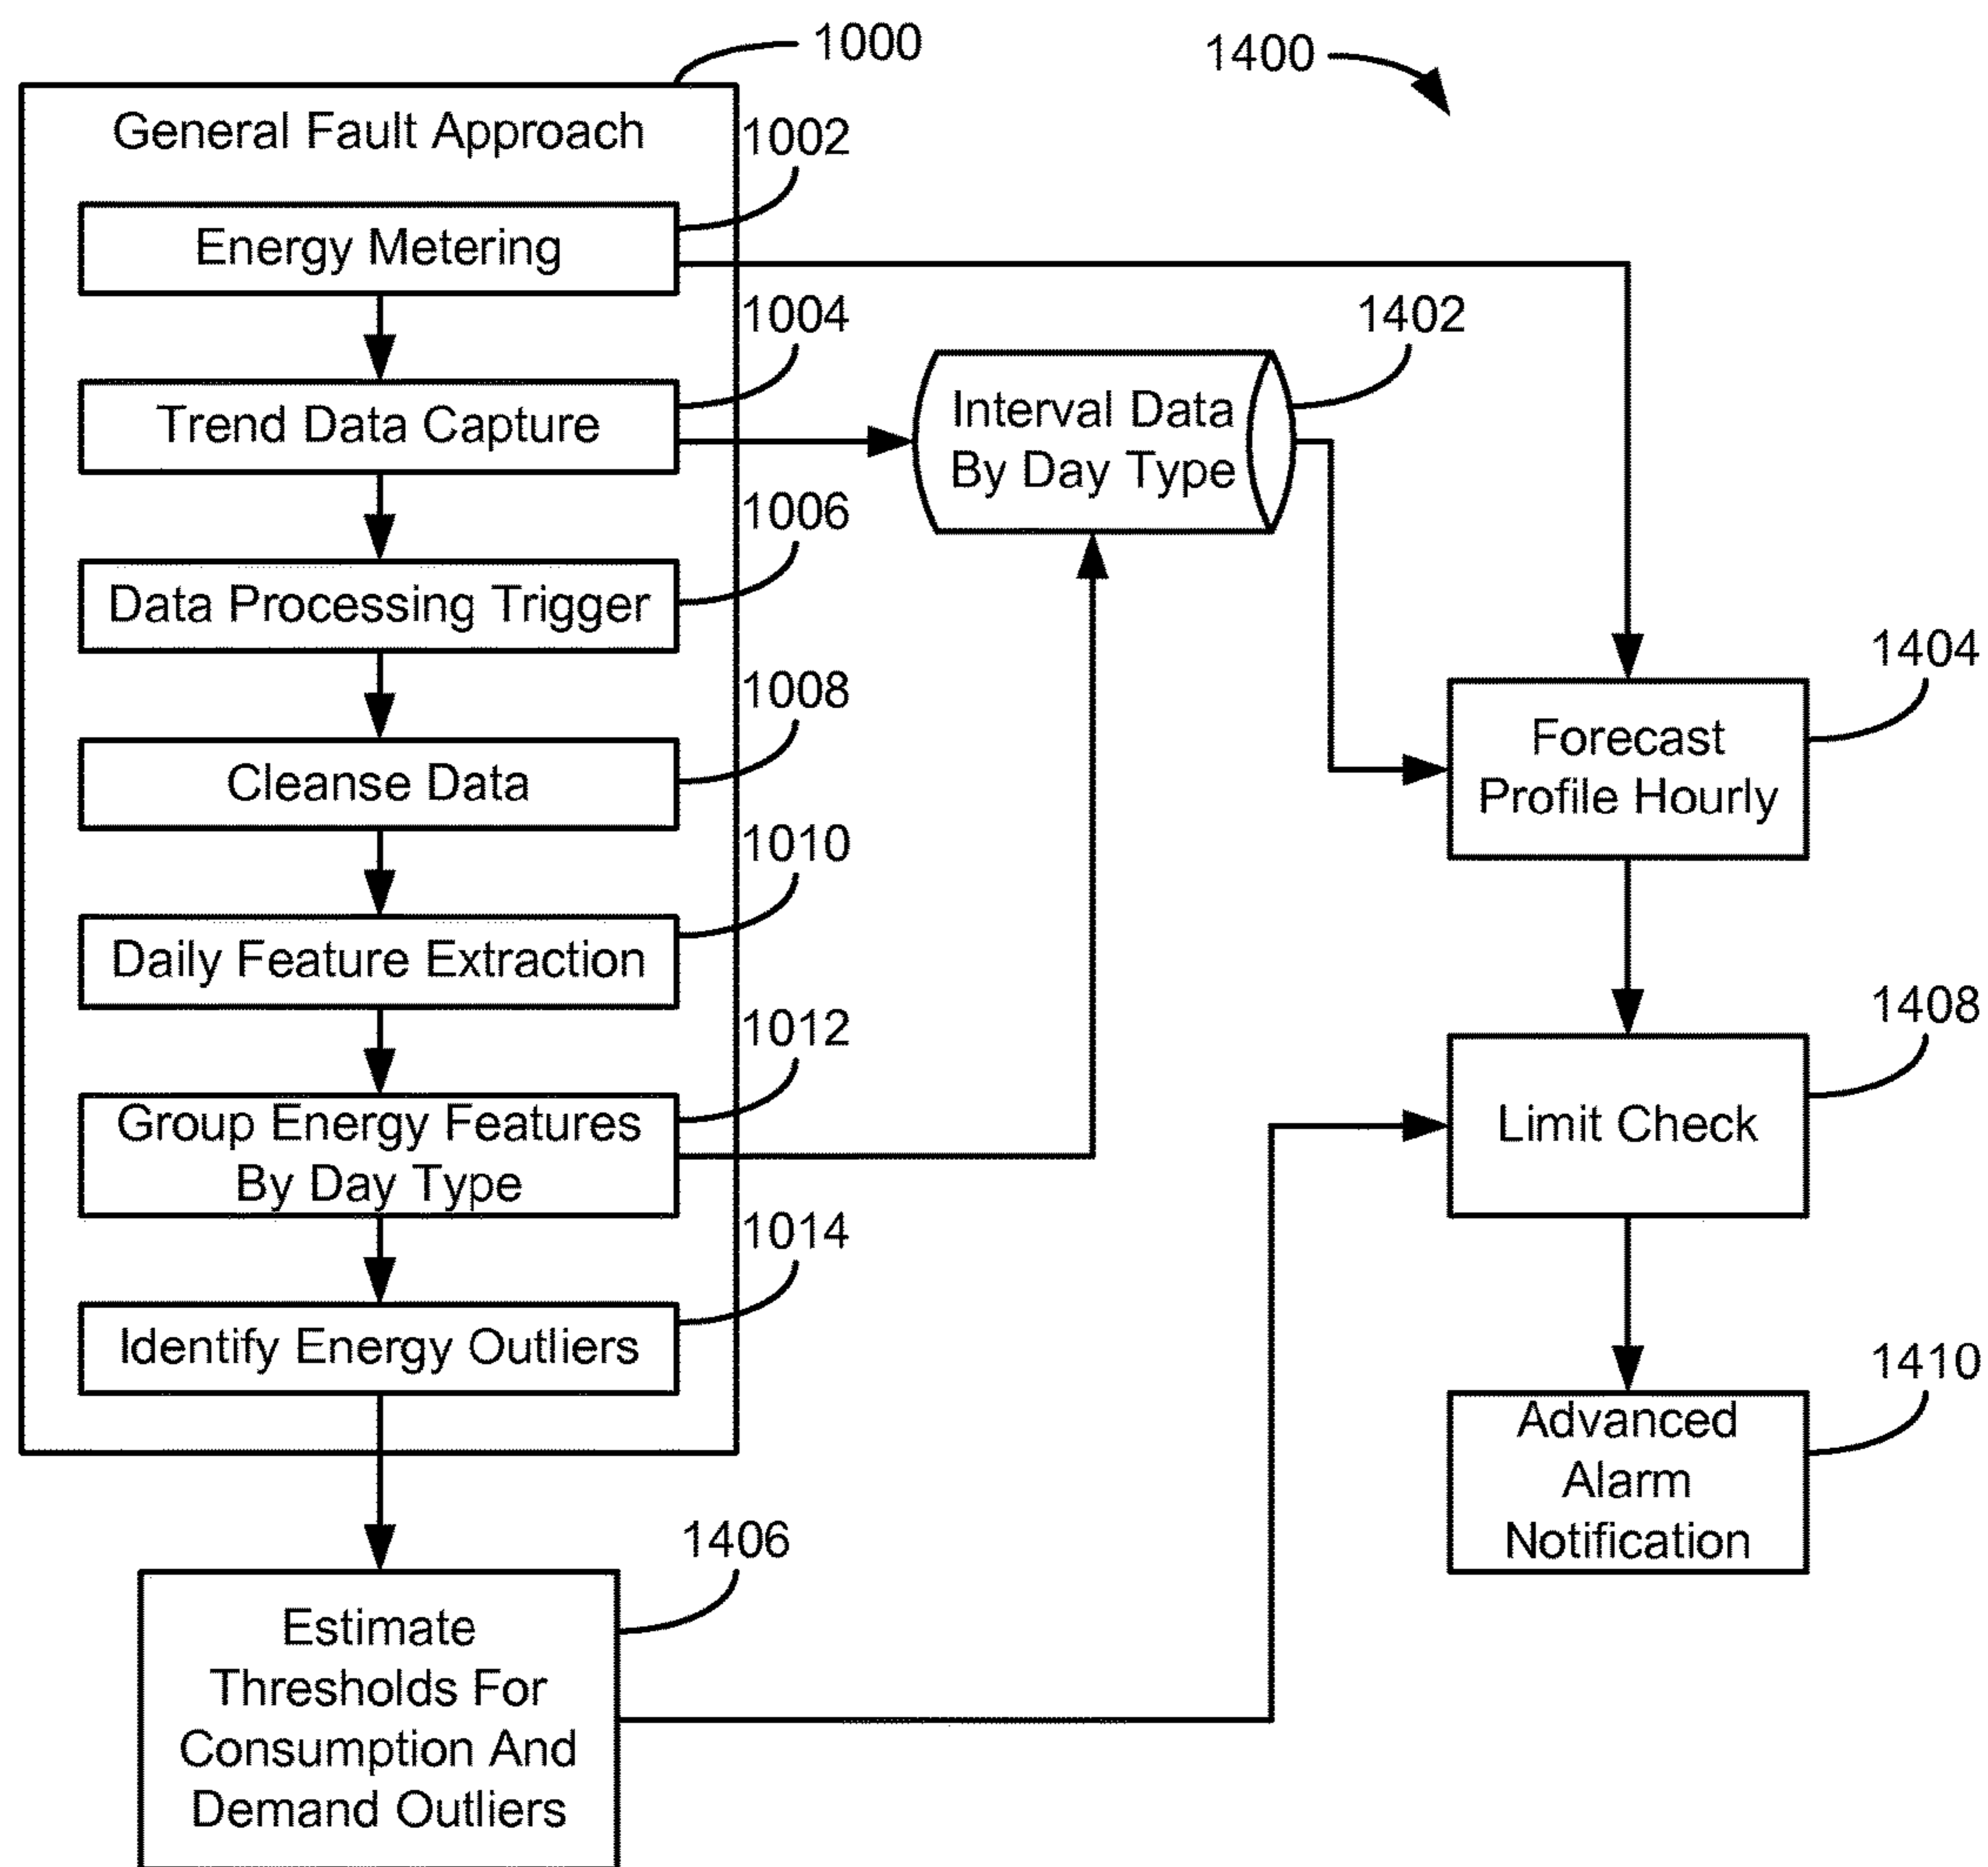 1000
1400
General Fault Approach
1002
Energy Metering
1004
1402
Trend Data Capture
Interval Data
By Day Type
1006
Data Processing Trigger
1404
1008
Forecast
Profile Hourly
Cleanse Data
1010
Daily Feature Extraction
1012
1408
Group Energy Features
By Day Type
Limit Check
1014
Identify Energy Outliers
1410
Advanced
Alarm
Notification
1406
Estimate
Thresholds For
Consumption And
Demand Outliers